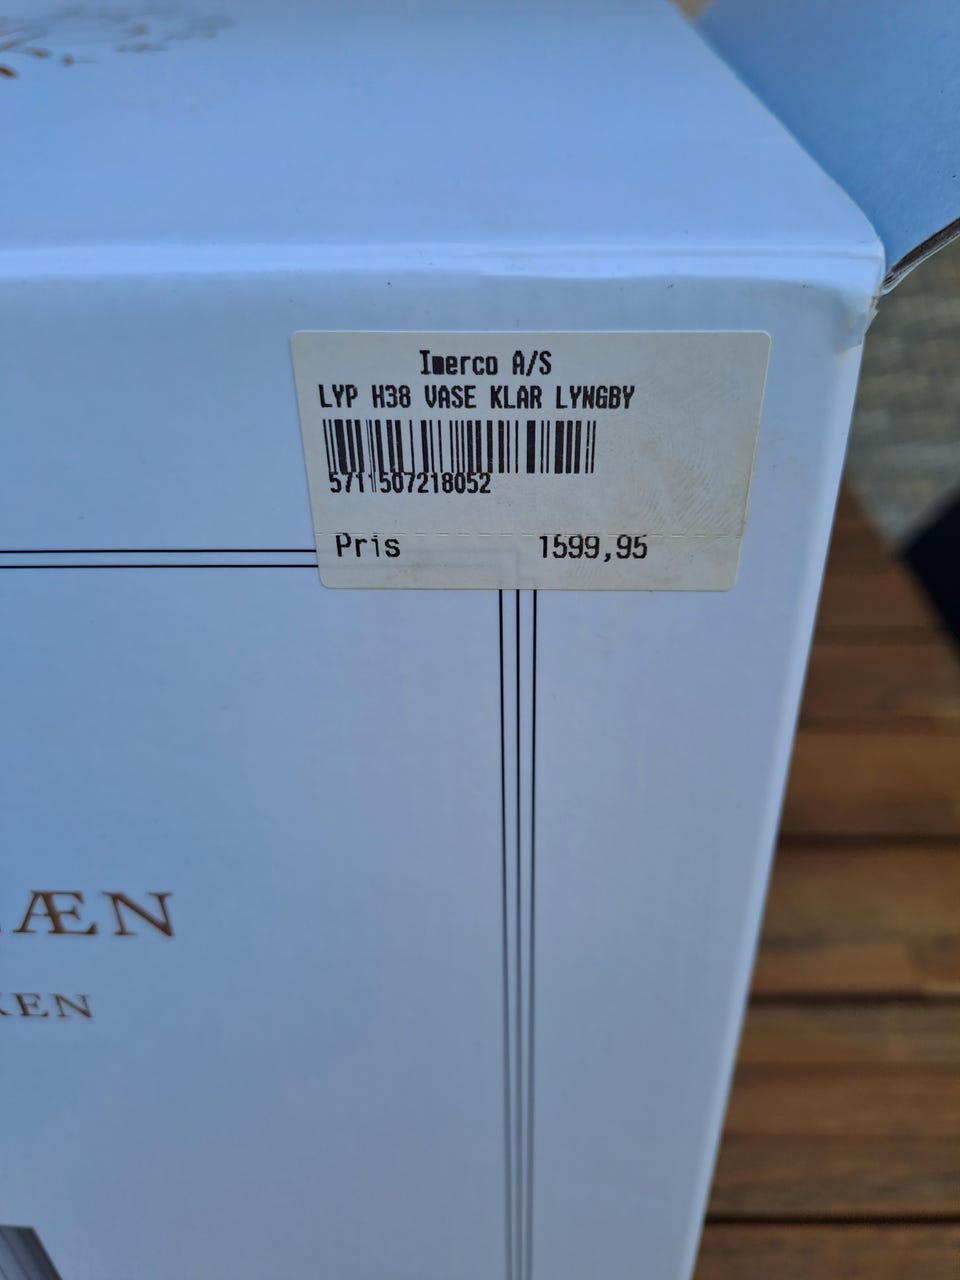 Imerco A/S
LYP H38 VASE KLAR LYNGBY
5711507218052
Pris 1599,95
ÆN
KEN